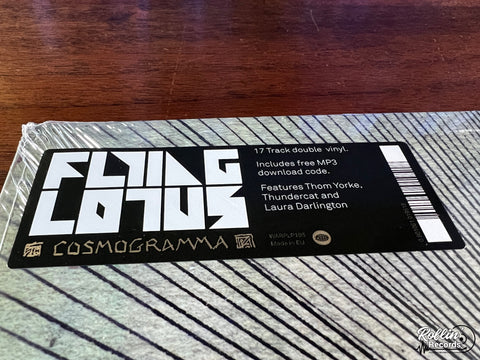 FLYING
LOTUS
COSMOGRAMMA
17 Track double vinyl.
Includes free MP3
download code.
Features Thom Yorke,
Thundercat and
Laura Darlington
WARPLP195
Made in EU
Rollin'
Records